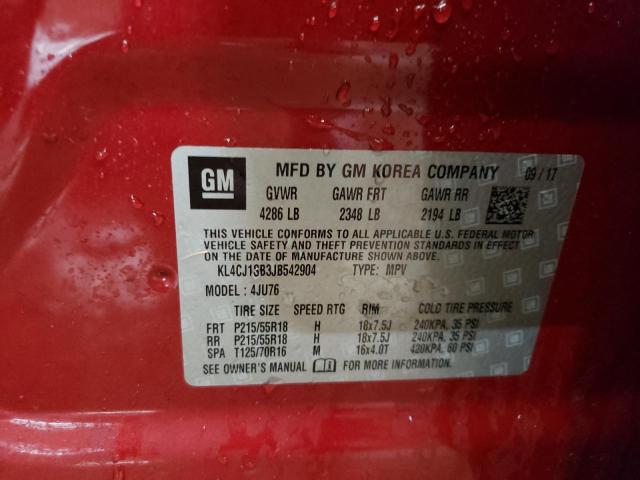 GM MFD BY GM KOREA COMPANY 09/17
GVWR GAWR FRT GAWR RR
4286 LB 2348 LB 2194 LB
THIS VEHICLE CONFORMS TO ALL APPLICABLE U.S. FEDERAL MOTOR
VEHICLE SAFETY AND THEFT PREVENTION STANDARDS IN EFFECT ON
THE DATE OF MANUFACTURE SHOWN ABOVE.
KL4CJ1SB3JB542904 TYPE: MPV
MODEL : 4JU76
TIRE SIZE SPEED RTG RIM COLD TIRE PRESSURE
FRT P215/55R18 H 18x7.5J 240KPA, 35 PSI
RR P215/55R18 H 18x7.5J 240KPA, 35 PSI
SPA T125/70R16 M 16x4.0T 420KPA, 60 PSI
SEE OWNER'S MANUAL FOR MORE INFORMATION.